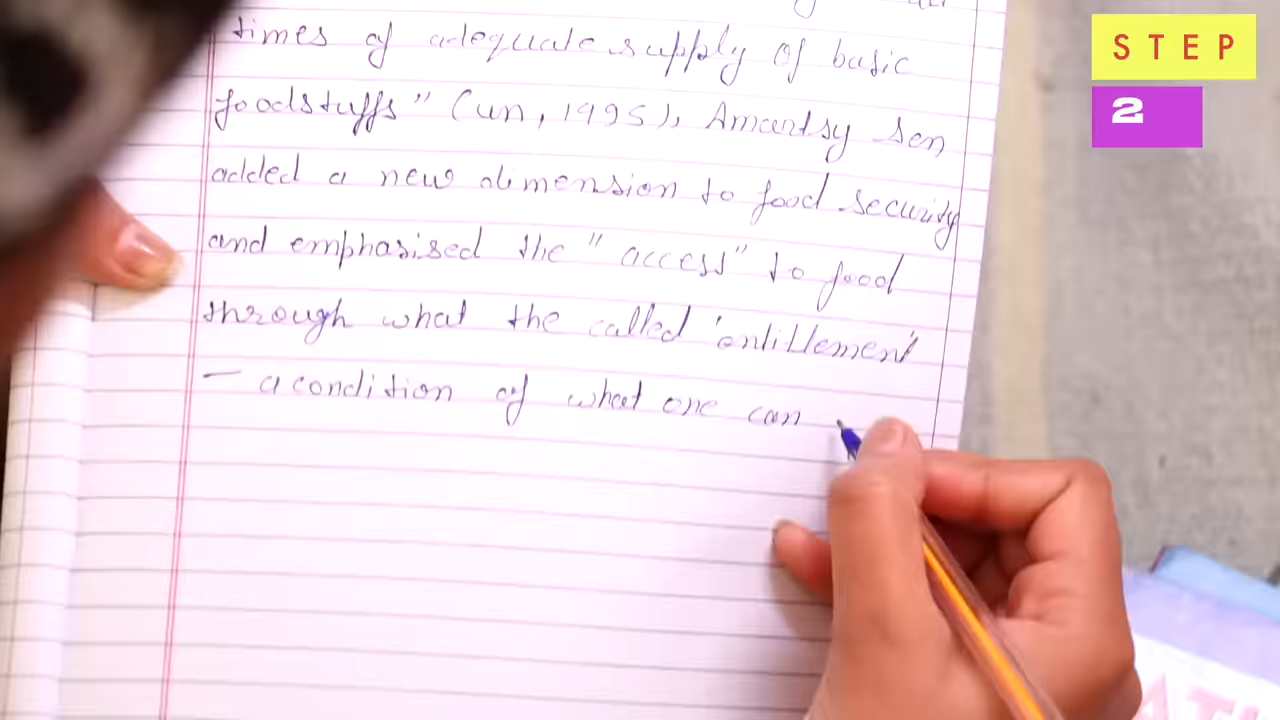 times of adequate supply of basic
foodstuffs" (un, 1995), Amartsy Sen
added a new dimension to food security
and emphasised the "access" to food
through what the called 'entitlement'
- a condition of what one can
STEP
2